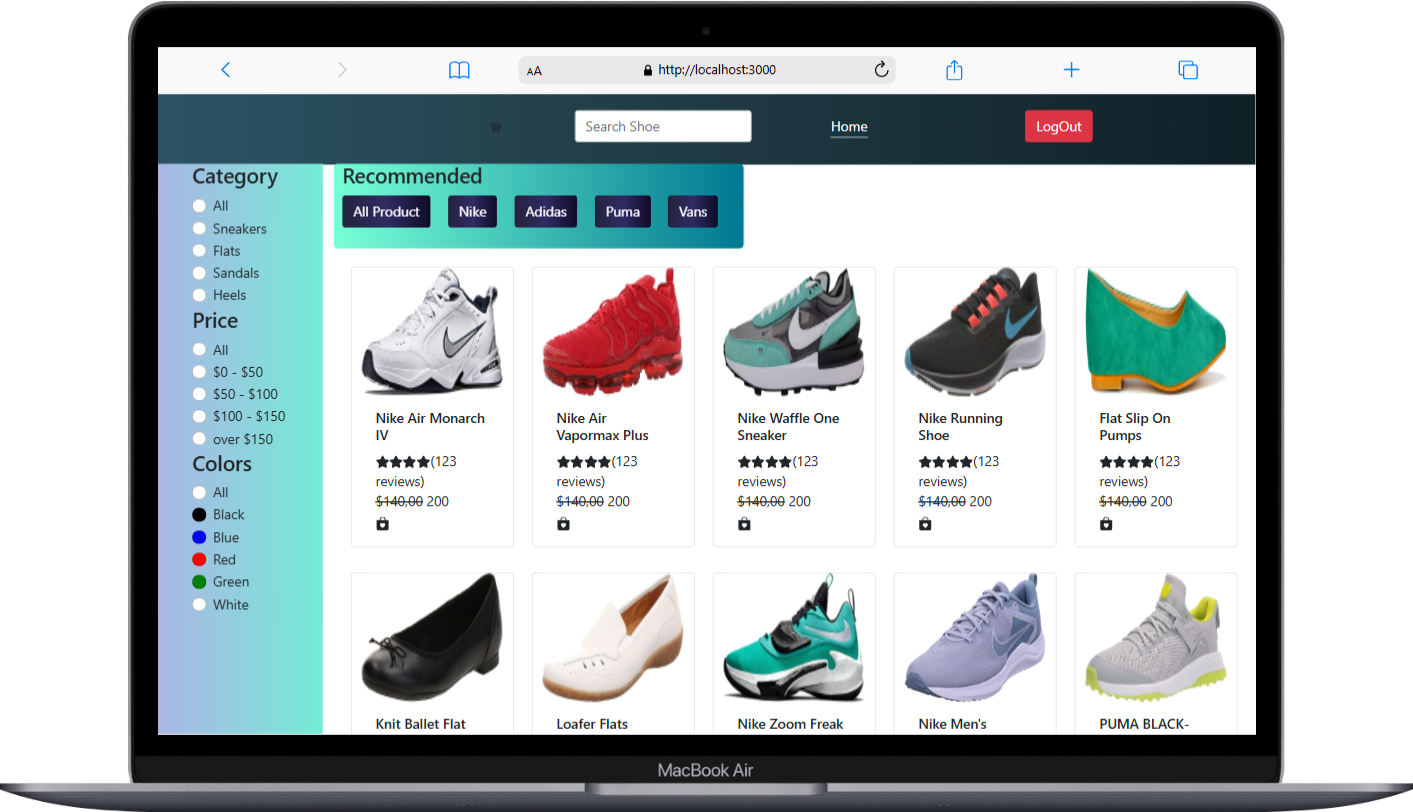 AA
http://localhost:3000
Search Shoe
Home
LogOut
Category
All
Sneakers
Flats
Sandals
Heels
Price
All
$0 - $50
$50 - $100
$100 - $150
over $150
Colors
All
Black
Blue
Red
Green
White
Recommended
All Product
Nike
Adidas
Puma
Vans
Nike Air Monarch
IV
(123
reviews)
$140,00 200
Nike Air
Vapormax Plus
(123
reviews)
$140,00 200
Nike Waffle One
Sneaker
(123
reviews)
$140,00 200
Nike Running
Shoe
(123
reviews)
$140,00 200
Flat Slip On
Pumps
(123
reviews)
$140,00 200
Knit Ballet Flat
Loafer Flats
Nike Zoom Freak
Nike Men's
PUMA BLACK-
MacBook Air